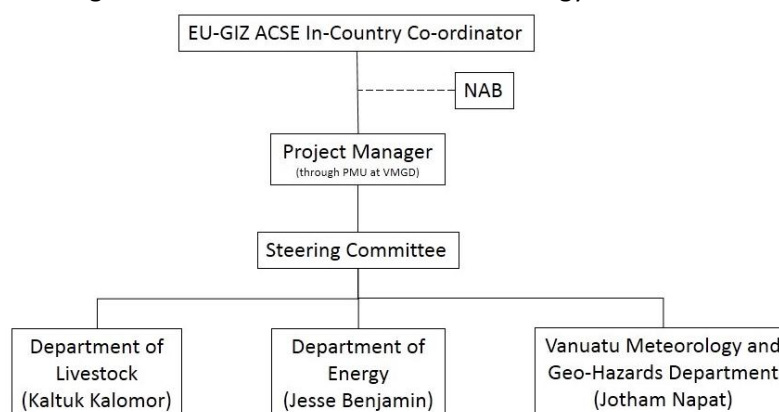 EU-GIZ ACSE In-Country Co-ordinator
NAB
Project Manager
(through PMU at VMGD)
Steering Committee
Department of
Livestock
(Kaltuk Kalomor)
Department of
Energy
(Jesse Benjamin)
Vanuatu Meteorology and
Geo-Hazards Department
(Jotham Napat)